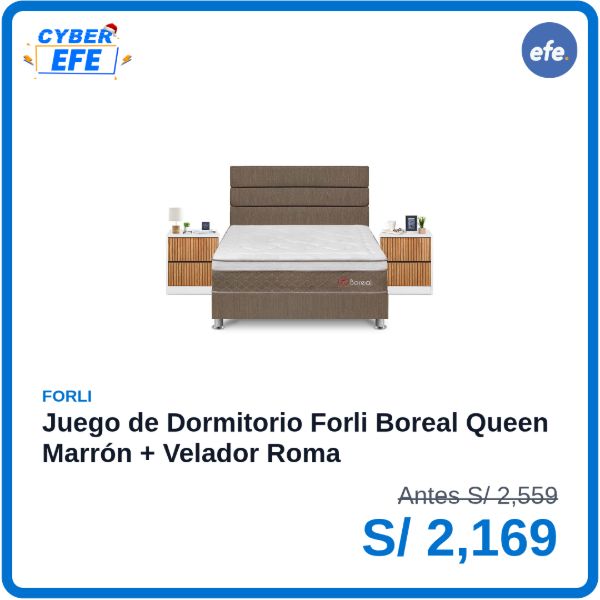 CYBER
EFE
efe.
Boreal
FORLI
Juego de Dormitorio Forli Boreal Queen
Marrón + Velador Roma
Antes S/ 2,559
S/ 2,169